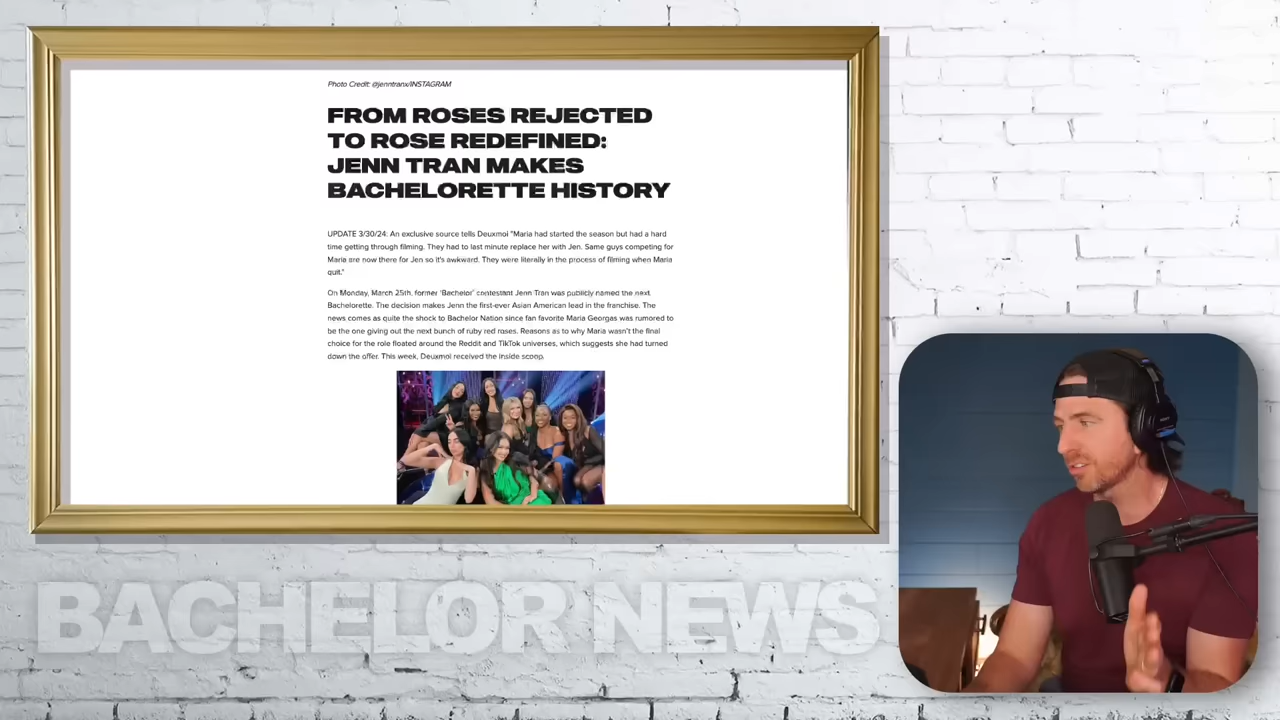 Photo Credit: @jenntranx/INSTAGRAM
FROM ROSES REJECTED
TO ROSE REDEFINED:
JENN TRAN MAKES
BACHELORETTE HISTORY
UPDATE 3/30/24: An exclusive source tells Deuxmoi "Maria had started the season but had a hard
time getting through filming. They had to last minute replace her with Jen. Same guys competing for
Maria are now there for Jen so it's awkward. They were literally in the process of filming when Maria
quit."
On Monday, March 25th, former 'Bachelor' contestant Jenn Tran was publicly named the next
Bachelorette. The decision makes Jenn the first-ever Asian American lead in the franchise. The
news comes as quite the shock to Bachelor Nation since fan favorite Maria Georgas was rumored to
be the one giving out the next bunch of ruby red roses. Reasons as to why Maria wasn't the final
choice for the role floated around the Reddit and TikTok universes, which suggests she had turned
down the offer. This week, Deuxmoi received the inside scoop.
BACHELOR NEWS